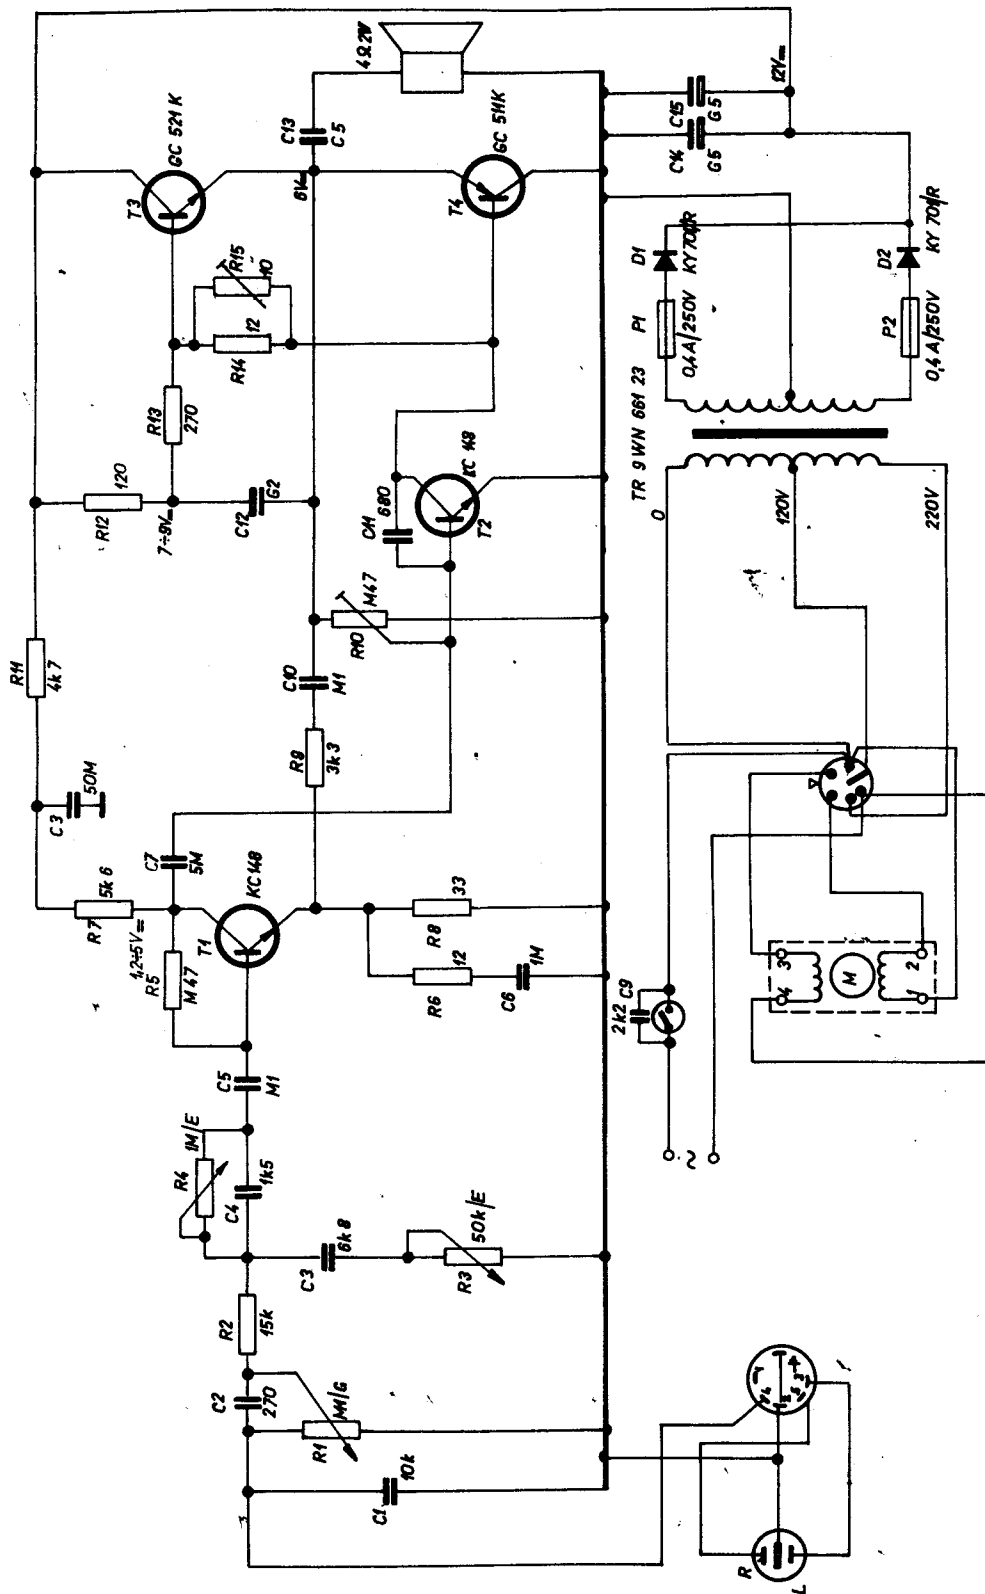 4Ω 2W
GC 521 K
T3
C13
C5
6V=
GC 511K
T4
C15
G5
C14
G5
12V=
R15
10
R14
12
R13
270
R12
120
7÷9V=
C12
G2
C11
680
KC 148
T2
D1
KY 701/R
P1
0,4 A/250V
D2
KY 701/R
P2
0,4 A/250V
TR 9 WN 661 23
0
120V
220V
R11
4k7
C3
50M
R10
M47
C10
M1
R9
3k3
C7
5M
R7
5k6
1,2÷5V=
R5
M47
KC 148
T1
R8
33
R6
12
C6
1M
C9
2k2
M
3
4
2
1
C5
M1
R4
1M/E
C4
1k5
C3
6k8
R3
50k/E
R2
15k
C2
270
R1
M1/G
C1
10k
~
R
L